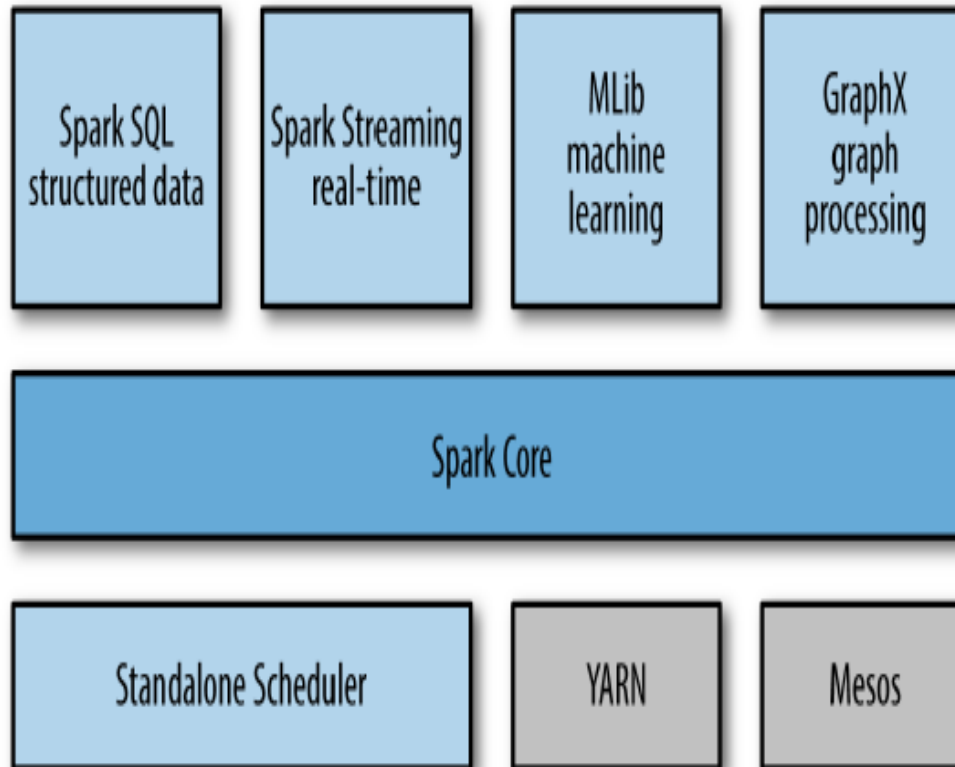 Spark SQL
structured data
Spark Streaming
real-time
MLib
machine
learning
GraphX
graph
processing
Spark Core
Standalone Scheduler
YARN
Mesos